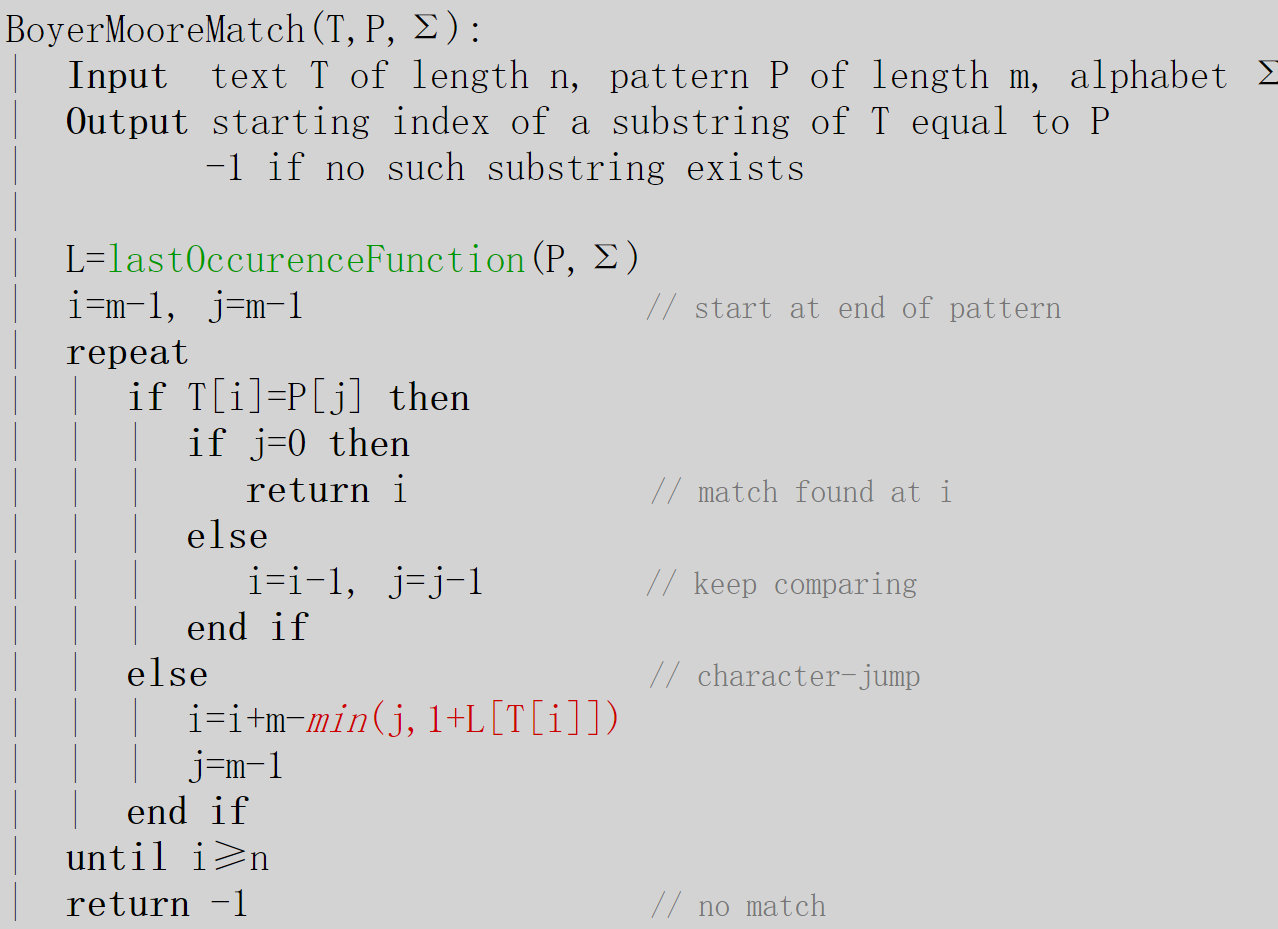 BoyerMooreMatch(T,P,Σ):
Input text T of length n, pattern P of length m, alphabet Σ
Output starting index of a substring of T equal to P
-1 if no such substring exists
L=lastOccurenceFunction(P,Σ)
i=m-1, j=m-1 // start at end of pattern
repeat
if T[i]=P[j] then
if j=0 then
return i // match found at i
else
i=i-1, j=j-1 // keep comparing
end if
else // character-jump
i=i+m-min(j,1+L[T[i]])
j=m-1
end if
until i≥n
return -1 // no match